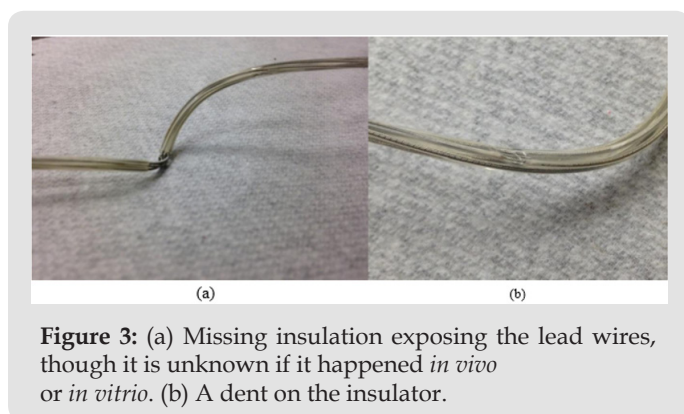 (a)
(b)
Figure 3: (a) Missing insulation exposing the lead wires,
though it is unknown if it happened in vivo
or in vitrio. (b) A dent on the insulator.